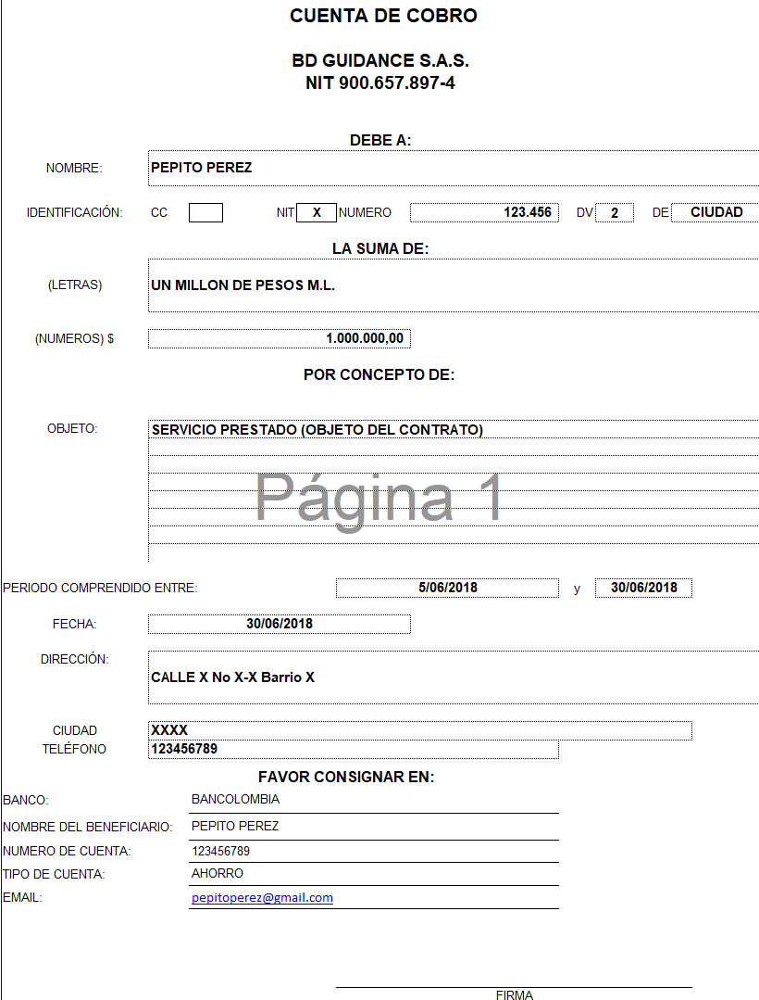 CUENTA DE COBRO
BD GUIDANCE S.A.S.
NIT 900.657.897-4
DEBE A:
NOMBRE: PEPITO PEREZ
IDENTIFICACIÓN: CC NIT X NUMERO 123.456 DV 2 DE CIUDAD
LA SUMA DE:
(LETRAS) UN MILLON DE PESOS M.L.
(NUMEROS) $ 1.000.000,00
POR CONCEPTO DE:
OBJETO: SERVICIO PRESTADO (OBJETO DEL CONTRATO)
Página 1
PERIODO COMPRENDIDO ENTRE: 5/06/2018 y 30/06/2018
FECHA: 30/06/2018
DIRECCIÓN:
CALLE X No X-X Barrio X
CIUDAD XXXX
TELÉFONO 123456789
FAVOR CONSIGNAR EN:
BANCO: BANCOLOMBIA
NOMBRE DEL BENEFICIARIO: PEPITO PEREZ
NUMERO DE CUENTA: 123456789
TIPO DE CUENTA: AHORRO
EMAIL: pepitoperez@gmail.com
FIRMA